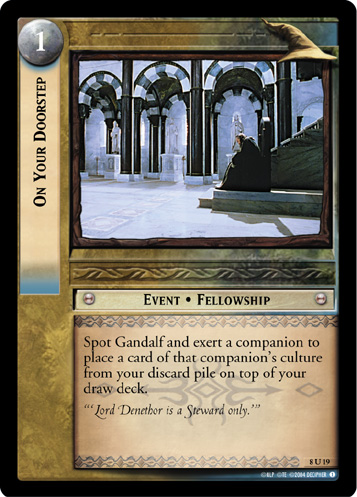 1
On Your Doorstep
Event • Fellowship
Spot Gandalf and exert a companion to
place a card of that companion's culture
from your discard pile on top of your
draw deck.
"'Lord Denethor is a Steward only.'"
8 U 19
©NLP ©TE ©2004 DECIPHER